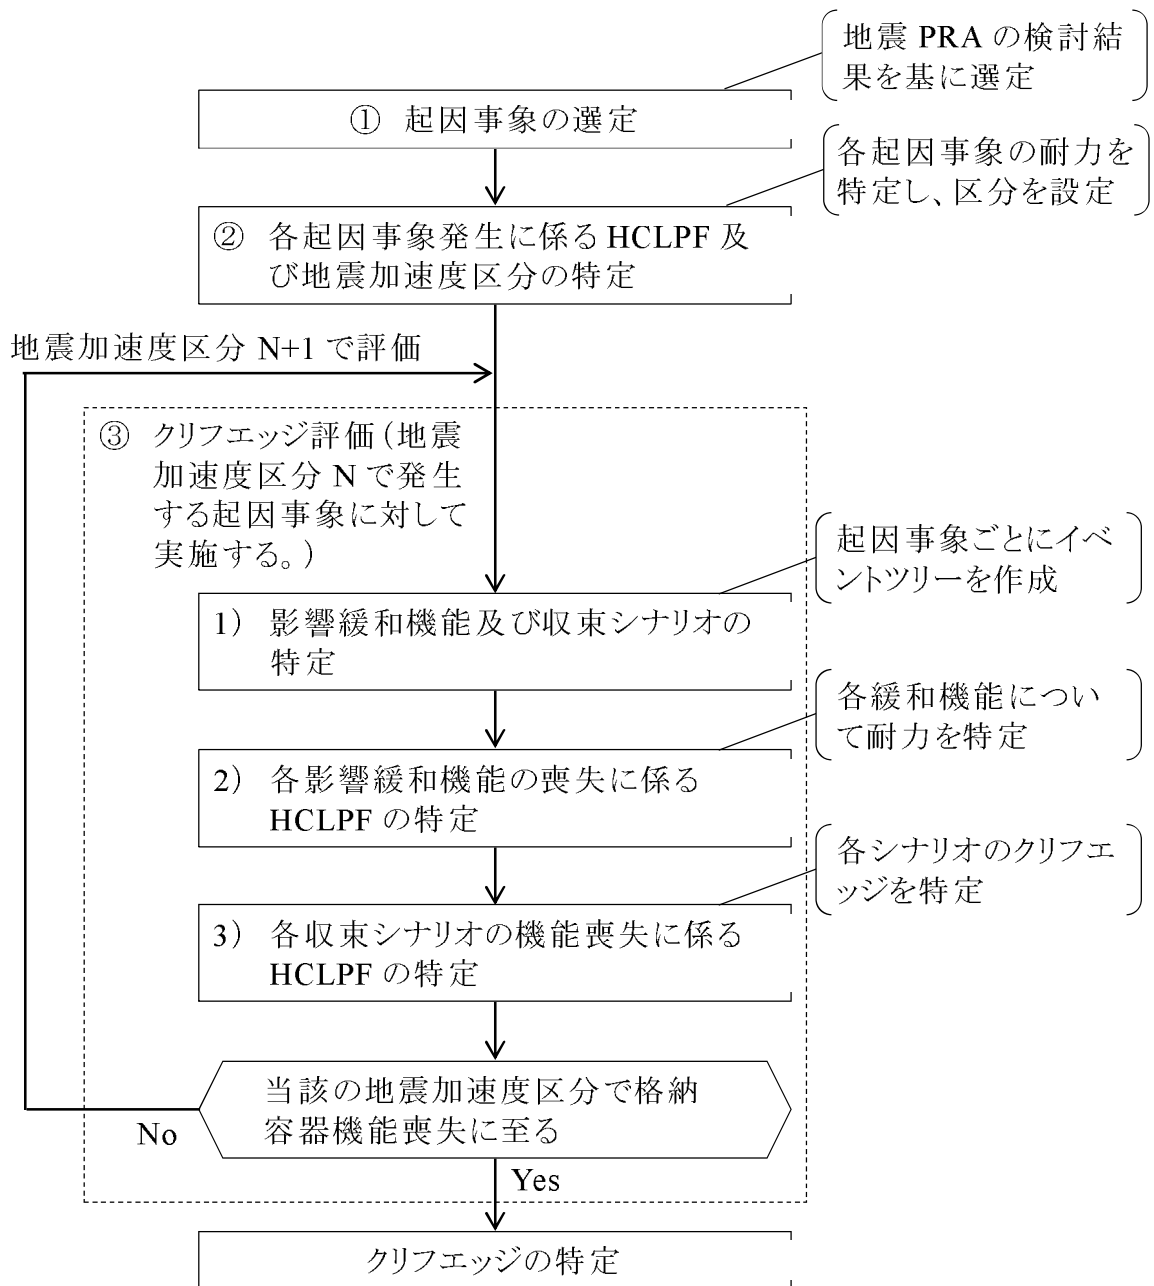 地震 PRA の検討結
果を基に選定
① 起因事象の選定
各起因事象の耐力を
特定し、区分を設定
② 各起因事象発生に係る HCLPF 及
び地震加速度区分の特定
地震加速度区分 N+1 で評価
③ クリフエッジ評価(地震
加速度区分 N で発生
する起因事象に対して
実施する。)
起因事象ごとにイベ
ントツリーを作成
1) 影響緩和機能及び収束シナリオの
特定
各緩和機能につい
て耐力を特定
2) 各影響緩和機能の喪失に係る
HCLPF の特定
各シナリオのクリフエ
ッジを特定
3) 各収束シナリオの機能喪失に係る
HCLPF の特定
当該の地震加速度区分で格納
容器機能喪失に至る
No
Yes
クリフエッジの特定